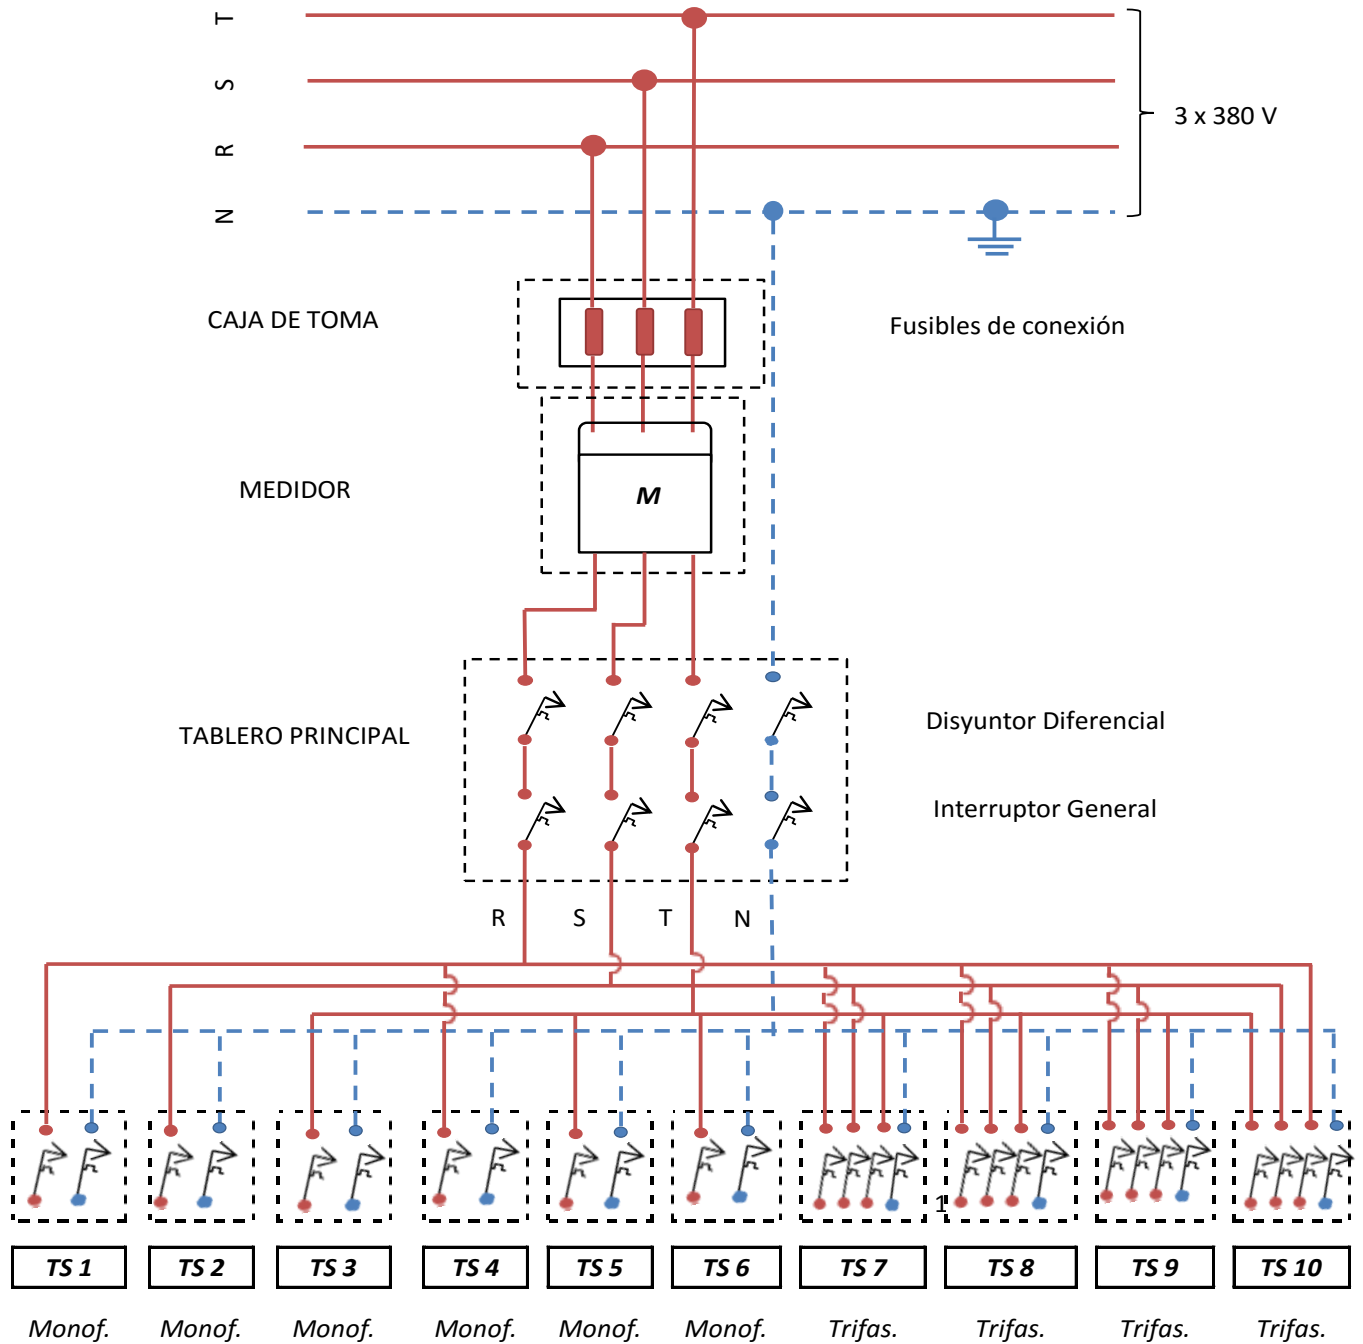 T
S
3 x 380 V
R
N
CAJA DE TOMA
Fusibles de conexión
MEDIDOR
M
TABLERO PRINCIPAL
Disyuntor Diferencial
Interruptor General
R S T N
1
TS 1 TS 2 TS 3 TS 4 TS 5 TS 6 TS 7 TS 8 TS 9 TS 10
Monof. Monof. Monof. Monof. Monof. Monof. Trifas. Trifas. Trifas. Trifas.